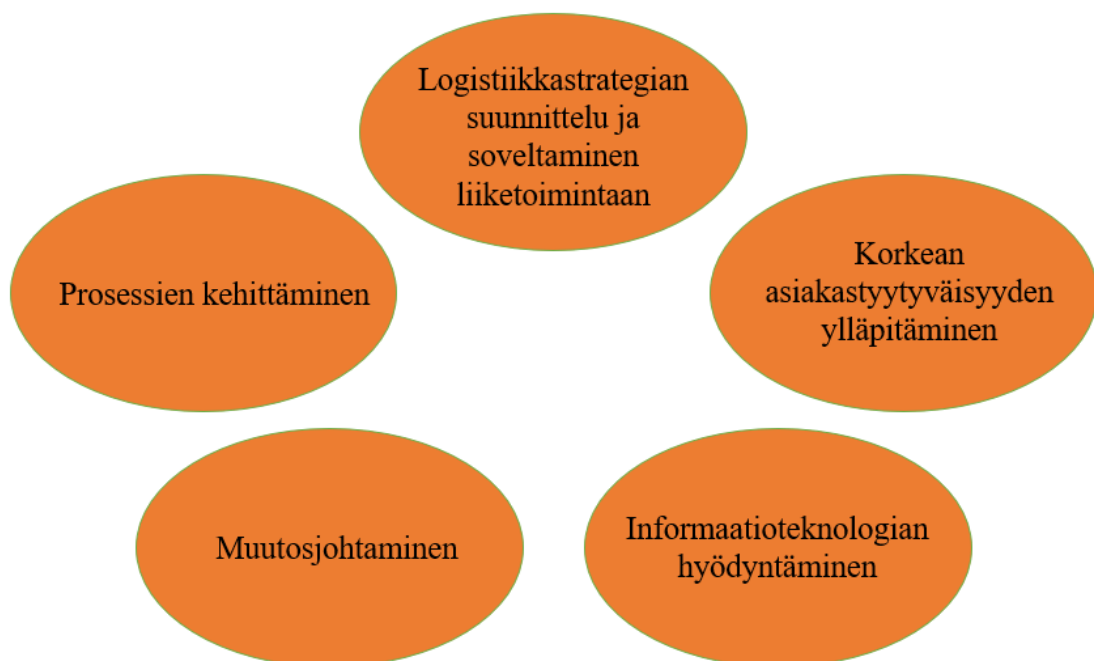 Logistiikkastrategian
suunnittelu ja
soveltaminen
liiketoimintaan
Prosessien kehittäminen
Korkean
asiakastyytyväisyyden
ylläpitäminen
Muutosjohtaminen
Informaatioteknologian
hyödyntäminen